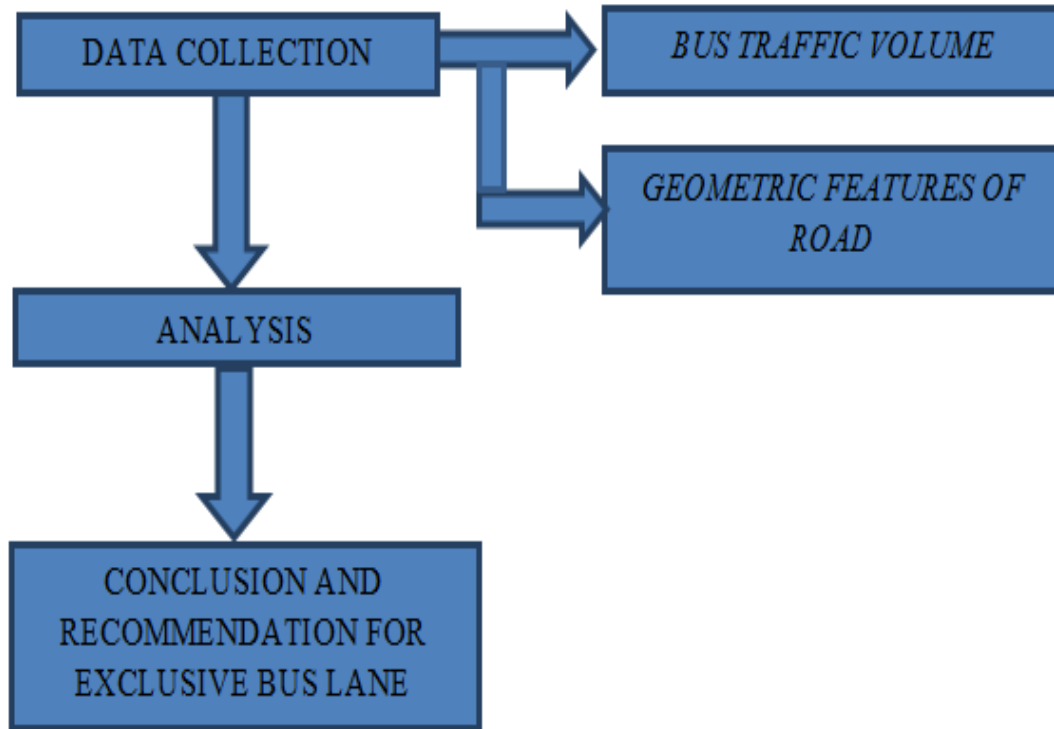 DATA COLLECTION
BUS TRAFFIC VOLUME
GEOMETRIC FEATURES OF
ROAD
ANALYSIS
CONCLUSION AND
RECOMMENDATION FOR
EXCLUSIVE BUS LANE